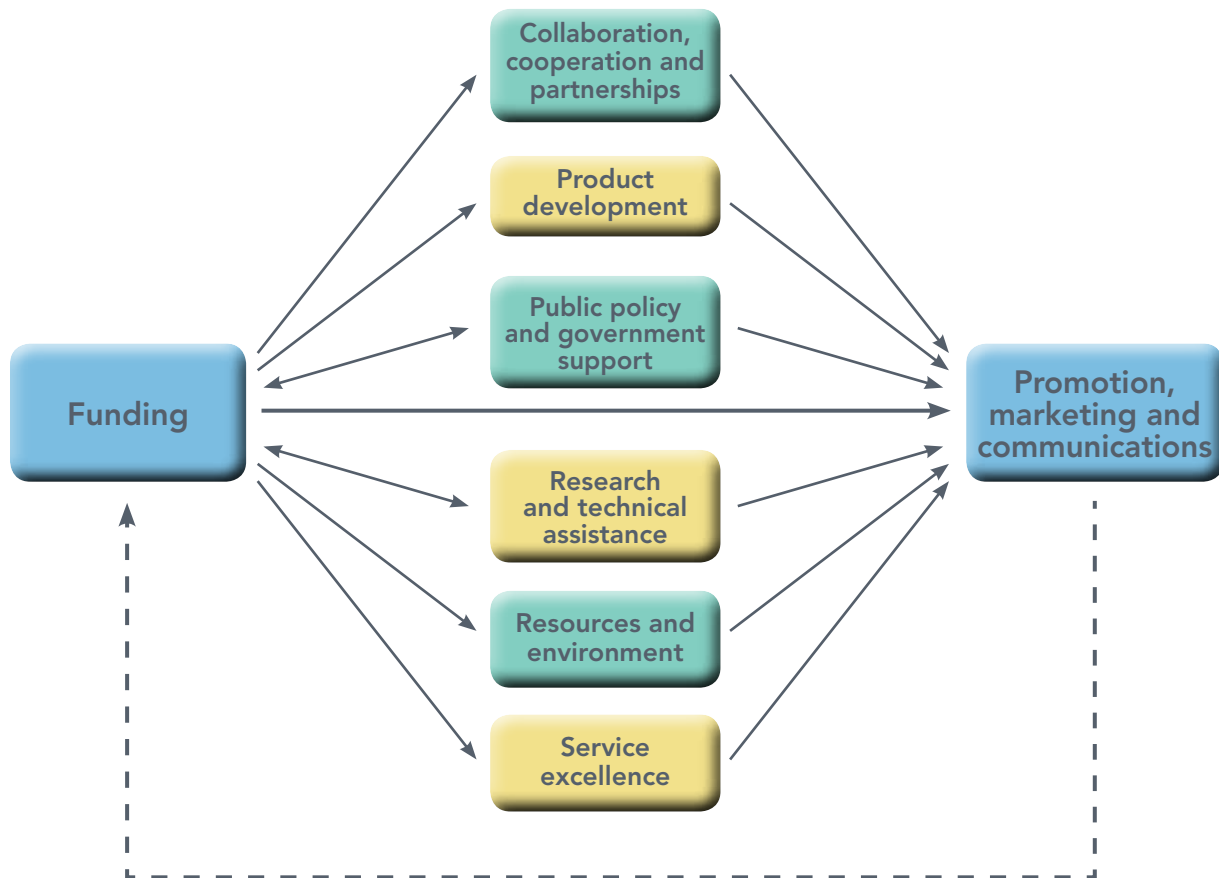 Collaboration,
cooperation and
partnerships
Product
development
Public policy
and government
support
Funding
Promotion,
marketing and
communications
Research
and technical
assistance
Resources and
environment
Service
excellence